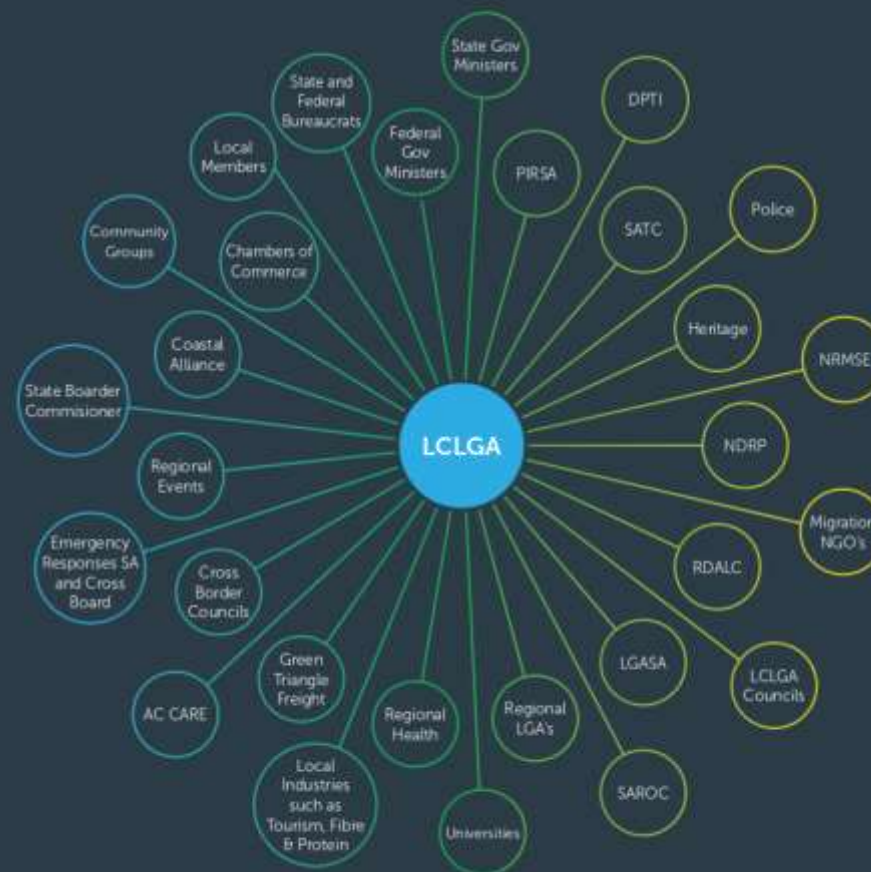 State Gov
Ministers
State and
Federal
Bureaucrats
DPTI
Federal
Gov
Ministers
Local
Members
PIRSA
Police
SATC
Community
Groups
Chambers of
Commerce
Heritage
Coastal
Alliance
NRMSE
State Boarder
Commisioner
LCLGA
NDRP
Regional
Events
Migration
NGO's
Emergency
Responses SA
and Cross
Board
RDALC
Cross
Border
Councils
LGASA
LCLGA
Councils
Green
Triangle
Freight
AC CARE
Regional
Health
Regional
LGA's
SAROC
Local
Industries
such as
Tourism, Fibre
& Protein
Universities